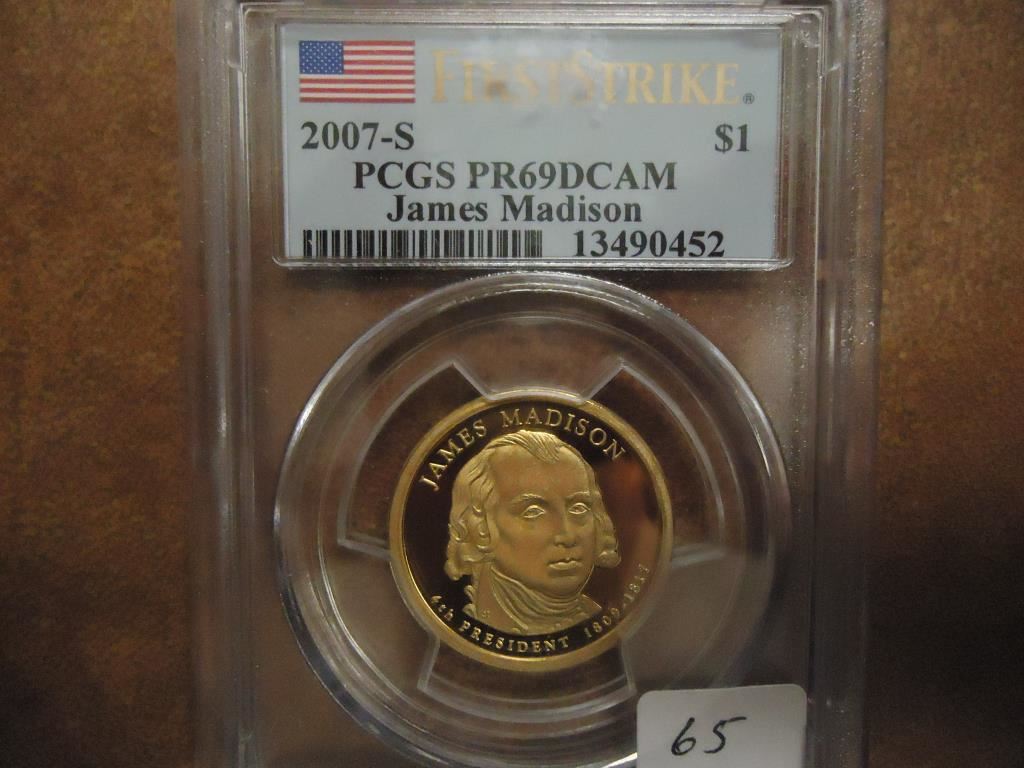 FIRSTSTRIKE®
2007-S $1
PCGS PR69DCAM
James Madison
13490452
JAMES MADISON
4th PRESIDENT 1809-1817
65